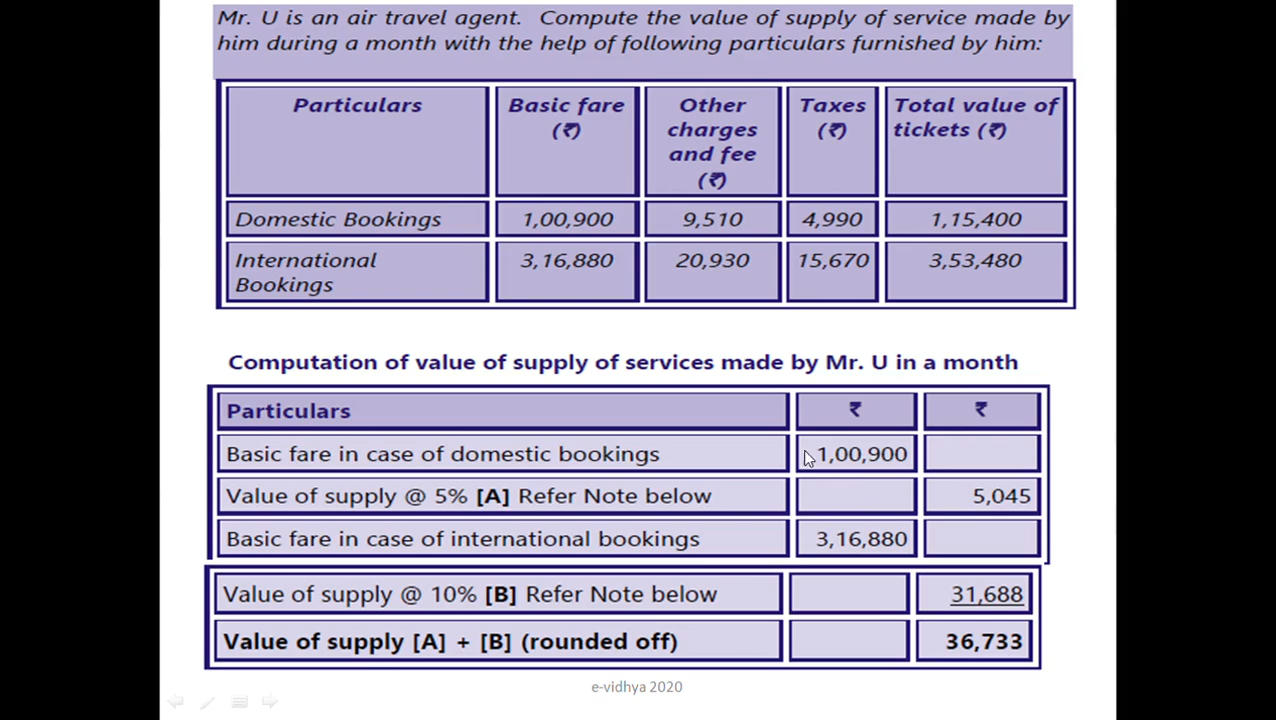 Mr. U is an air travel agent. Compute the value of supply of service made by
him during a month with the help of following particulars furnished by him:
Particulars Basic fare Other Taxes Total value of
(₹) charges (₹) tickets (₹)
and fee
(₹)
Domestic Bookings 1,00,900 9,510 4,990 1,15,400
International 3,16,880 20,930 15,670 3,53,480
Bookings
Computation of value of supply of services made by Mr. U in a month
Particulars ₹ ₹
Basic fare in case of domestic bookings 1,00,900
Value of supply @ 5% [A] Refer Note below 5,045
Basic fare in case of international bookings 3,16,880
Value of supply @ 10% [B] Refer Note below 31,688
Value of supply [A] + [B] (rounded off) 36,733
e-vidhya 2020